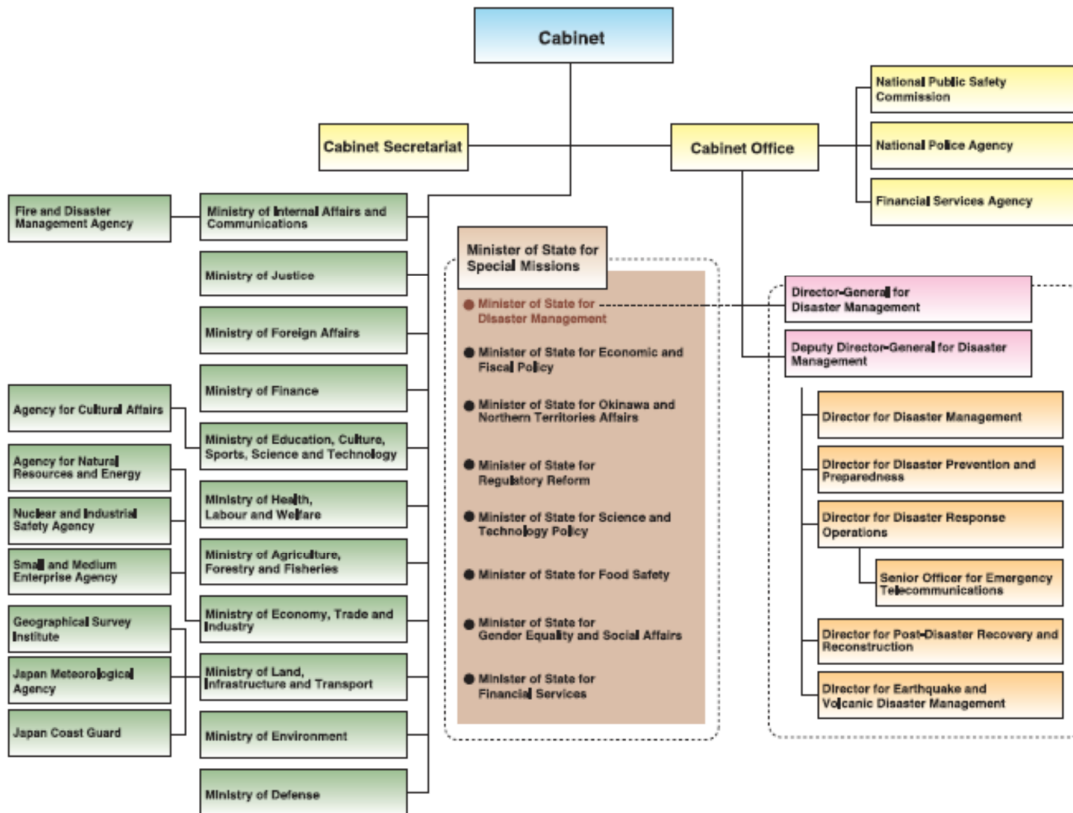 Cabinet
Cabinet Secretariat
Cabinet Office
National Public Safety
Commission
National Police Agency
Financial Services Agency
Fire and Disaster
Management Agency
Ministry of Internal Affairs and
Communications
Ministry of Justice
Ministry of Foreign Affairs
Ministry of Finance
Agency for Cultural Affairs
Ministry of Education, Culture,
Sports, Science and Technology
Agency for Natural
Resources and Energy
Nuclear and Industrial
Safety Agency
Small and Medium
Enterprise Agency
Ministry of Health,
Labour and Welfare
Ministry of Agriculture,
Forestry and Fisheries
Ministry of Economy, Trade and
Industry
Geographical Survey
Institute
Japan Meteorological
Agency
Japan Coast Guard
Ministry of Land,
Infrastructure and Transport
Ministry of Environment
Ministry of Defense
Minister of State for
Special Missions
● Minister of State for
Disaster Management
● Minister of State for Economic and
Fiscal Policy
● Minister of State for Okinawa and
Northern Territories Affairs
● Minister of State for
Regulatory Reform
● Minister of State for Science and
Technology Policy
● Minister of State for Food Safety
● Minister of State for
Gender Equality and Social Affairs
● Minister of State for
Financial Services
Director-General for
Disaster Management
Deputy Director-General for Disaster
Management
Director for Disaster Management
Director for Disaster Prevention and
Preparedness
Director for Disaster Response
Operations
Senior Officer for Emergency
Telecommunications
Director for Post-Disaster Recovery and
Reconstruction
Director for Earthquake and
Volcanic Disaster Management